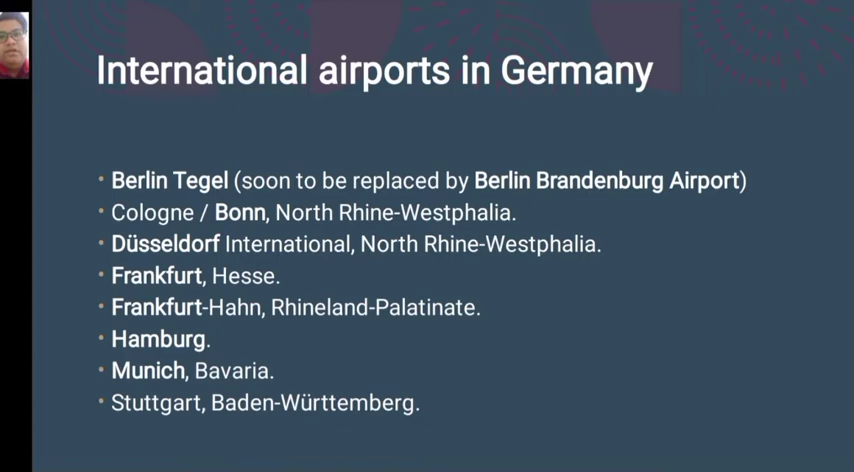 International airports in Germany
• Berlin Tegel (soon to be replaced by Berlin Brandenburg Airport)
• Cologne / Bonn, North Rhine-Westphalia.
• Düsseldorf International, North Rhine-Westphalia.
• Frankfurt, Hesse.
• Frankfurt-Hahn, Rhineland-Palatinate.
• Hamburg.
• Munich, Bavaria.
• Stuttgart, Baden-Württemberg.